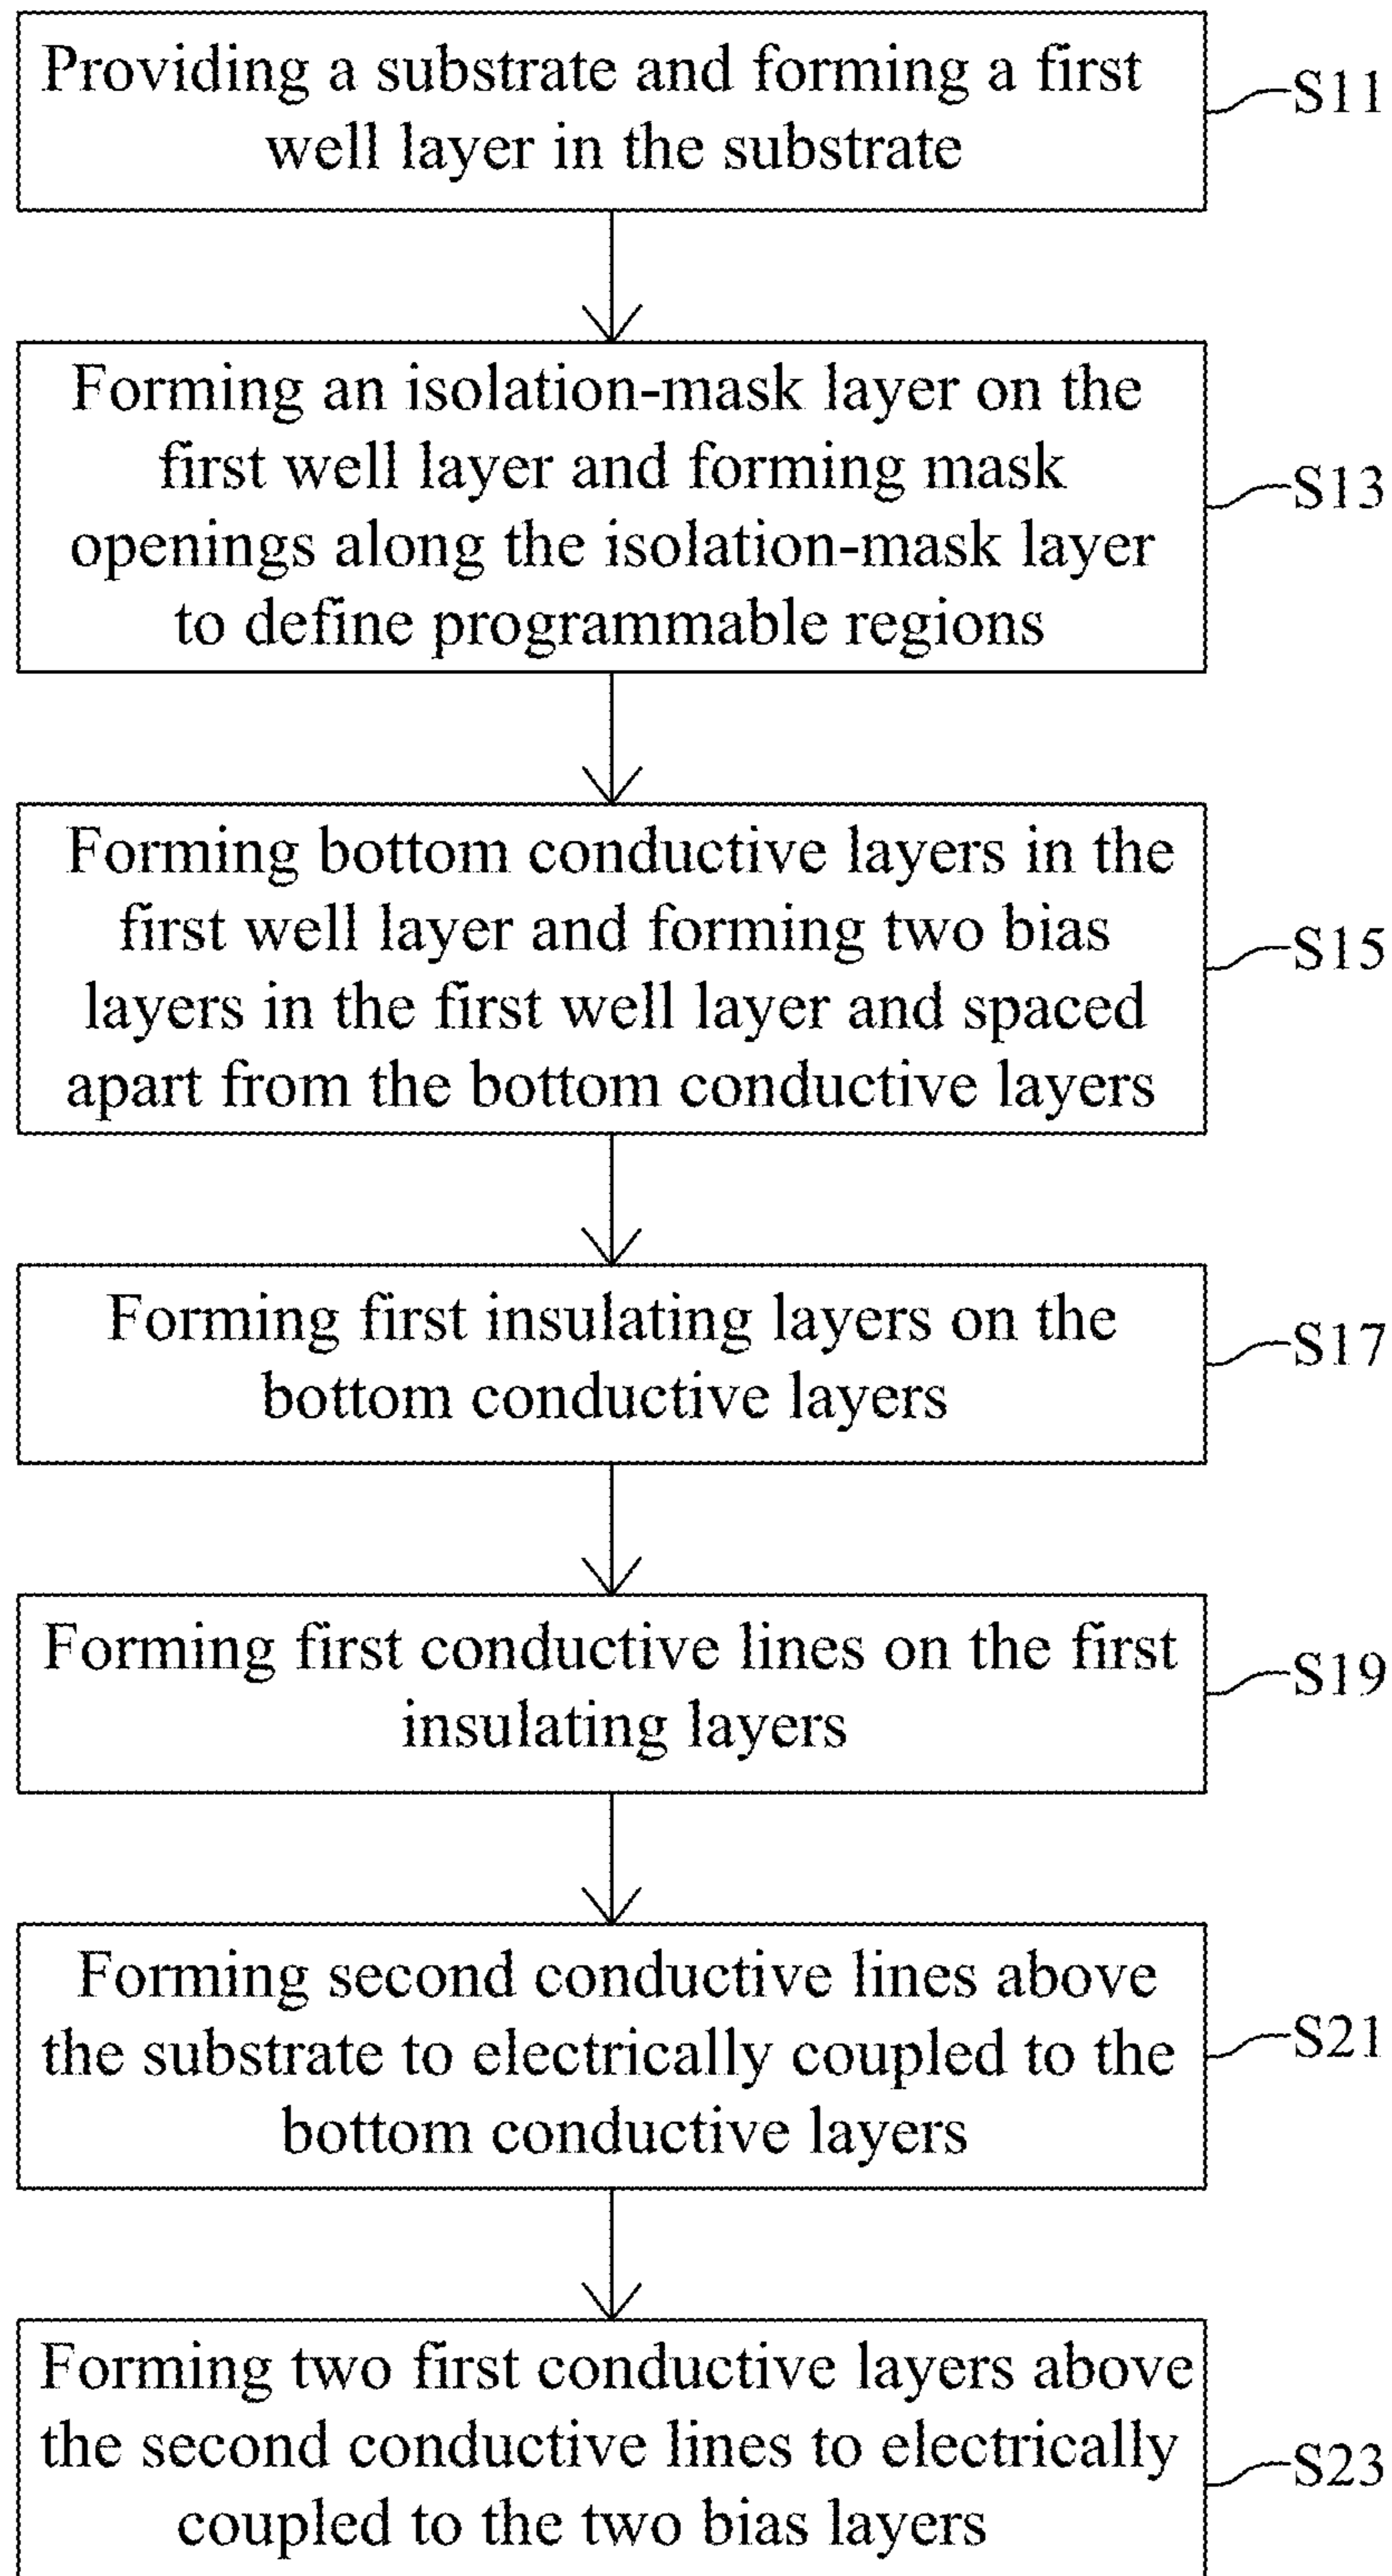 Providing a substrate and forming a first
well layer in the substrate
S11
Forming an isolation-mask layer on the
first well layer and forming mask
openings along the isolation-mask layer
to define programmable regions
S13
Forming bottom conductive layers in the
first well layer and forming two bias
layers in the first well layer and spaced
apart from the bottom conductive layers
S15
Forming first insulating layers on the
bottom conductive layers
S17
Forming first conductive lines on the first
insulating layers
S19
Forming second conductive lines above
the substrate to electrically coupled to the
bottom conductive layers
S21
Forming two first conductive layers above
the second conductive lines to electrically
coupled to the two bias layers
S23